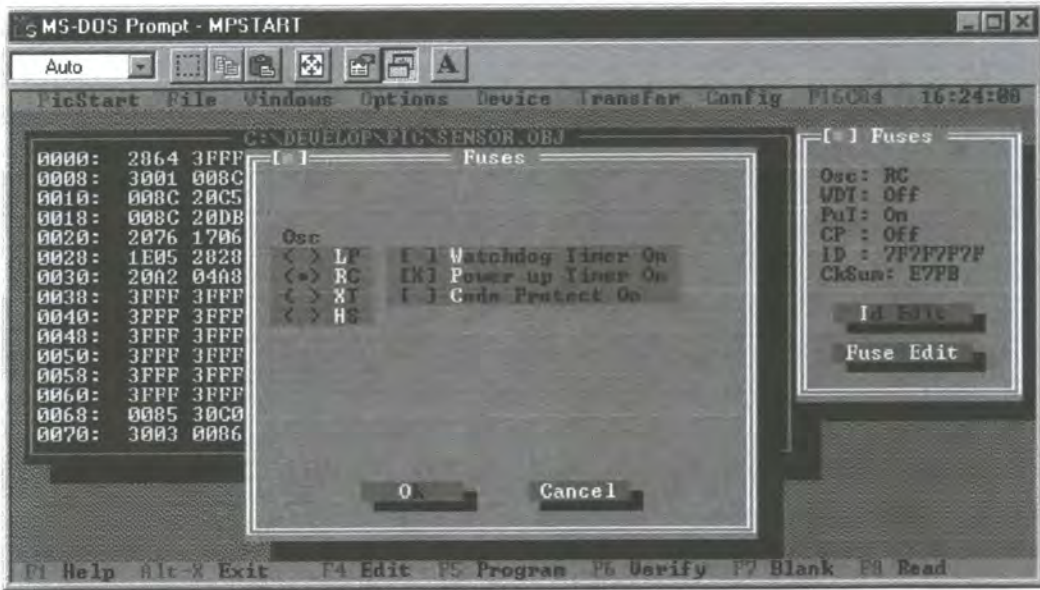 MS-DOS Prompt - MPSTART
Auto
PicStart File Windows Options Device Transfer Config P16C84 16:24:08
C:\DEVELOP\PIC\SENSOR.OBJ
0000: 2864 3FFF
0008: 3001 008C
0010: 008C 20C5
0018: 008C 20DB
0020: 2076 1706
0028: 1E05 2828
0030: 20A2 04A8
0038: 3FFF 3FFF
0040: 3FFF 3FFF
0048: 3FFF 3FFF
0050: 3FFF 3FFF
0058: 3FFF 3FFF
0060: 3FFF 3FFF
0068: 0085 30C0
0070: 3003 0086
Fuses
Osc
( ) LP
(•) RC
( ) XT
( ) HS
[ ] Watchdog Timer On
[X] Power up Timer On
[ ] Code Protect On
Ok
Cancel
Fuses
Osc: RC
WDT: Off
PuT: On
CP : Off
ID : 7F7F7F7F
CkSum: E7FB
Id Edit
Fuse Edit
F1 Help Alt-X Exit F4 Edit F5 Program F6 Verify F7 Blank F8 Read